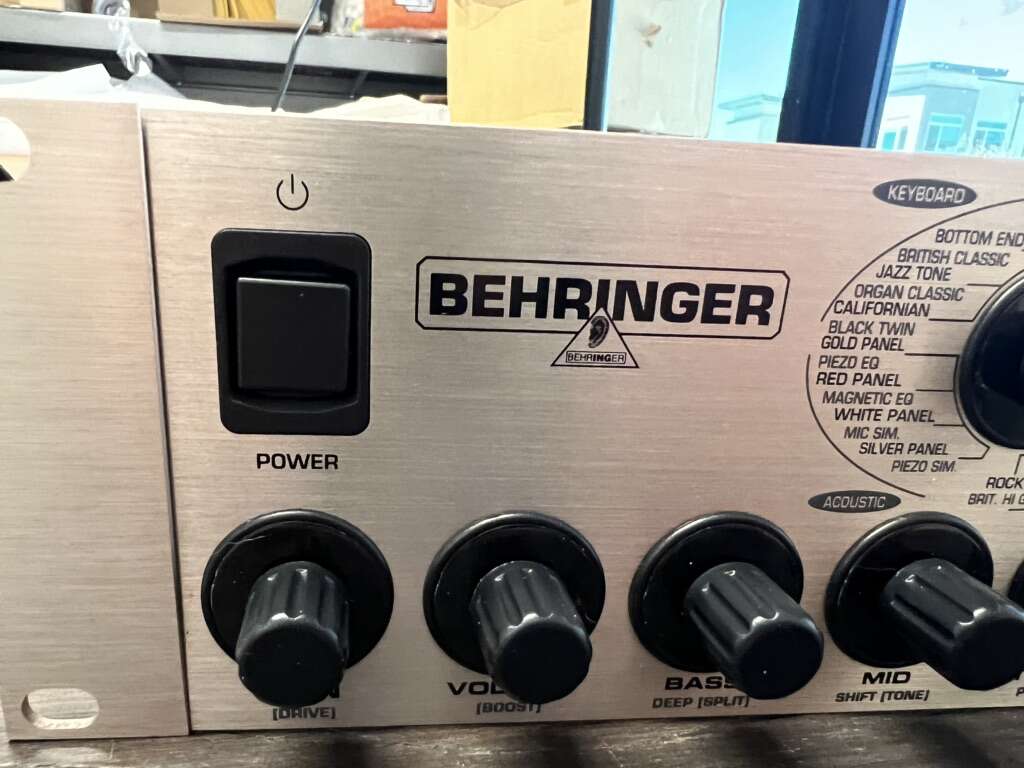 KEYBOARD
BOTTOM END
BRITISH CLASSIC
JAZZ TONE
ORGAN CLASSIC
CALIFORNIAN
BLACK TWIN
GOLD PANEL
PIEZO EQ
RED PANEL
MAGNETIC EQ
WHITE PANEL
MIC SIM.
SILVER PANEL
PIEZO SIM.
ROCK
BRIT. HI G
ACOUSTIC
BEHRINGER
BEHRINGER
POWER
[DRIVE]
[BOOST]
BASS
DEEP [SPLIT]
MID
SHIFT [TONE]